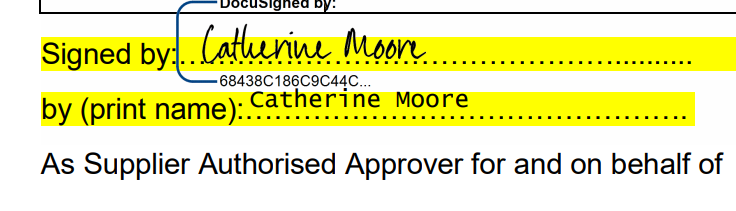 DocuSigned by:
Signed by:
Catherine Moore
68438C186C9C44C...
by (print name): Catherine Moore
As Supplier Authorised Approver for and on behalf of